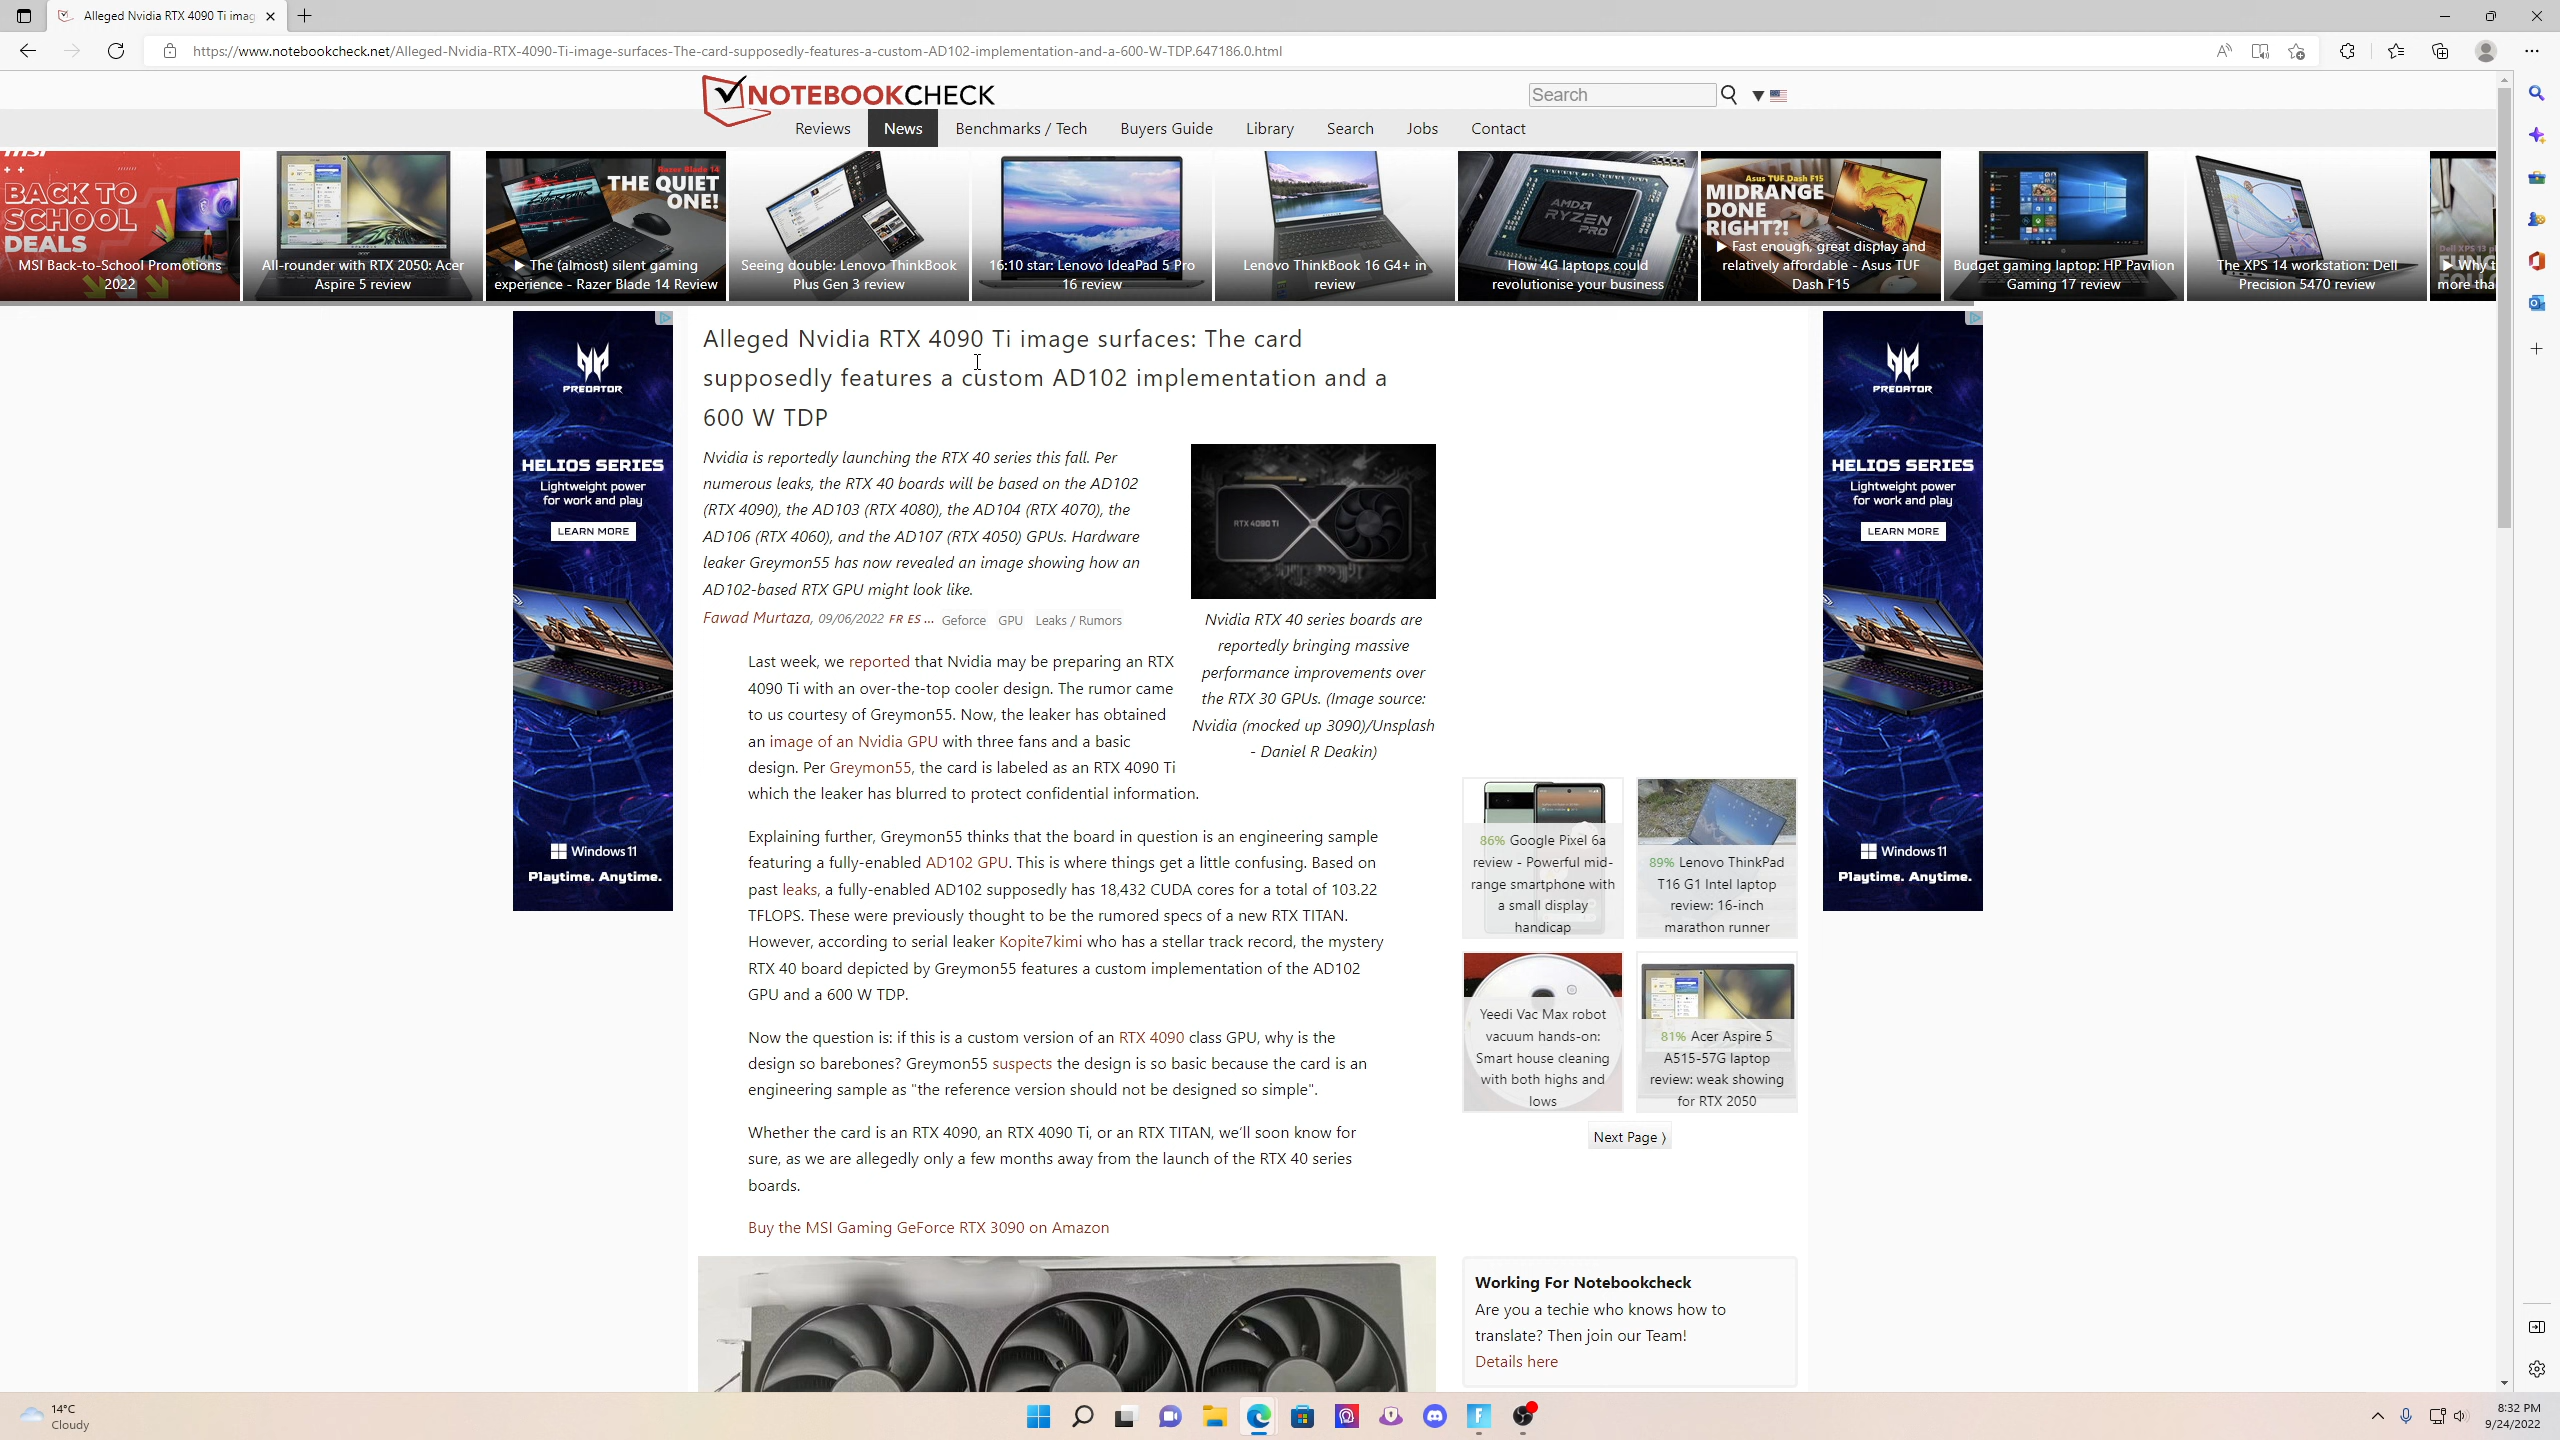 Alleged Nvidia RTX 4090 Ti imag
https://www.notebookcheck.net/Alleged-Nvidia-RTX-4090-Ti-image-surfaces-The-card-supposedly-features-a-custom-AD102-implementation-and-a-600-W-TDP.647186.0.html
NOTEBOOKCHECK
Search
Reviews
News
Benchmarks / Tech
Buyers Guide
Library
Search
Jobs
Contact
msi
BACK TO
SCHOOL
DEALS
MSI Back-to-School Promotions
2022
All-rounder with RTX 2050: Acer
Aspire 5 review
Razer Blade 14
THE QUIET
ONE!
▶ The (almost) silent gaming
experience - Razer Blade 14 Review
Seeing double: Lenovo ThinkBook
Plus Gen 3 review
16:10 star: Lenovo IdeaPad 5 Pro
16 review
Lenovo ThinkBook 16 G4+ in
review
AMD
RYZEN
PRO
How 4G laptops could
revolutionise your business
Asus TUF Dash F15
MIDRANGE
DONE
RIGHT?!
▶ Fast enough, great display and
relatively affordable - Asus TUF
Dash F15
Budget gaming laptop: HP Pavilion
Gaming 17 review
The XPS 14 workstation: Dell
Precision 5470 review
Dell XPS 13 pl
▶ Why t
more tha
PREDATOR
HELIOS SERIES
Lightweight power
for work and play
LEARN MORE
Windows 11
Playtime. Anytime.
Alleged Nvidia RTX 4090 Ti image surfaces: The card
supposedly features a custom AD102 implementation and a
600 W TDP
Nvidia is reportedly launching the RTX 40 series this fall. Per
numerous leaks, the RTX 40 boards will be based on the AD102
(RTX 4090), the AD103 (RTX 4080), the AD104 (RTX 4070), the
AD106 (RTX 4060), and the AD107 (RTX 4050) GPUs. Hardware
leaker Greymon55 has now revealed an image showing how an
AD102-based RTX GPU might look like.
Fawad Murtaza, 09/06/2022 FR ES ... Geforce GPU Leaks / Rumors
RTX 4090 TI
Nvidia RTX 40 series boards are
reportedly bringing massive
performance improvements over
the RTX 30 GPUs. (Image source:
Nvidia (mocked up 3090)/Unsplash
- Daniel R Deakin)
Last week, we reported that Nvidia may be preparing an RTX
4090 Ti with an over-the-top cooler design. The rumor came
to us courtesy of Greymon55. Now, the leaker has obtained
an image of an Nvidia GPU with three fans and a basic
design. Per Greymon55, the card is labeled as an RTX 4090 Ti
which the leaker has blurred to protect confidential information.
Explaining further, Greymon55 thinks that the board in question is an engineering sample
featuring a fully-enabled AD102 GPU. This is where things get a little confusing. Based on
past leaks, a fully-enabled AD102 supposedly has 18,432 CUDA cores for a total of 103.22
TFLOPS. These were previously thought to be the rumored specs of a new RTX TITAN.
However, according to serial leaker Kopite7kimi who has a stellar track record, the mystery
RTX 40 board depicted by Greymon55 features a custom implementation of the AD102
GPU and a 600 W TDP.
Now the question is: if this is a custom version of an RTX 4090 class GPU, why is the
design so barebones? Greymon55 suspects the design is so basic because the card is an
engineering sample as "the reference version should not be designed so simple".
Whether the card is an RTX 4090, an RTX 4090 Ti, or an RTX TITAN, we'll soon know for
sure, as we are allegedly only a few months away from the launch of the RTX 40 series
boards.
Buy the MSI Gaming GeForce RTX 3090 on Amazon
86% Google Pixel 6a
review - Powerful mid-
range smartphone with
a small display
handicap
89% Lenovo ThinkPad
T16 G1 Intel laptop
review: 16-inch
marathon runner
Yeedi Vac Max robot
vacuum hands-on:
Smart house cleaning
with both highs and
lows
81% Acer Aspire 5
A515-57G laptop
review: weak showing
for RTX 2050
Next Page ⟩
Working For Notebookcheck
Are you a techie who knows how to
translate? Then join our Team!
Details here
PREDATOR
HELIOS SERIES
Lightweight power
for work and play
LEARN MORE
Windows 11
Playtime. Anytime.
14°C
Cloudy
8:32 PM
9/24/2022